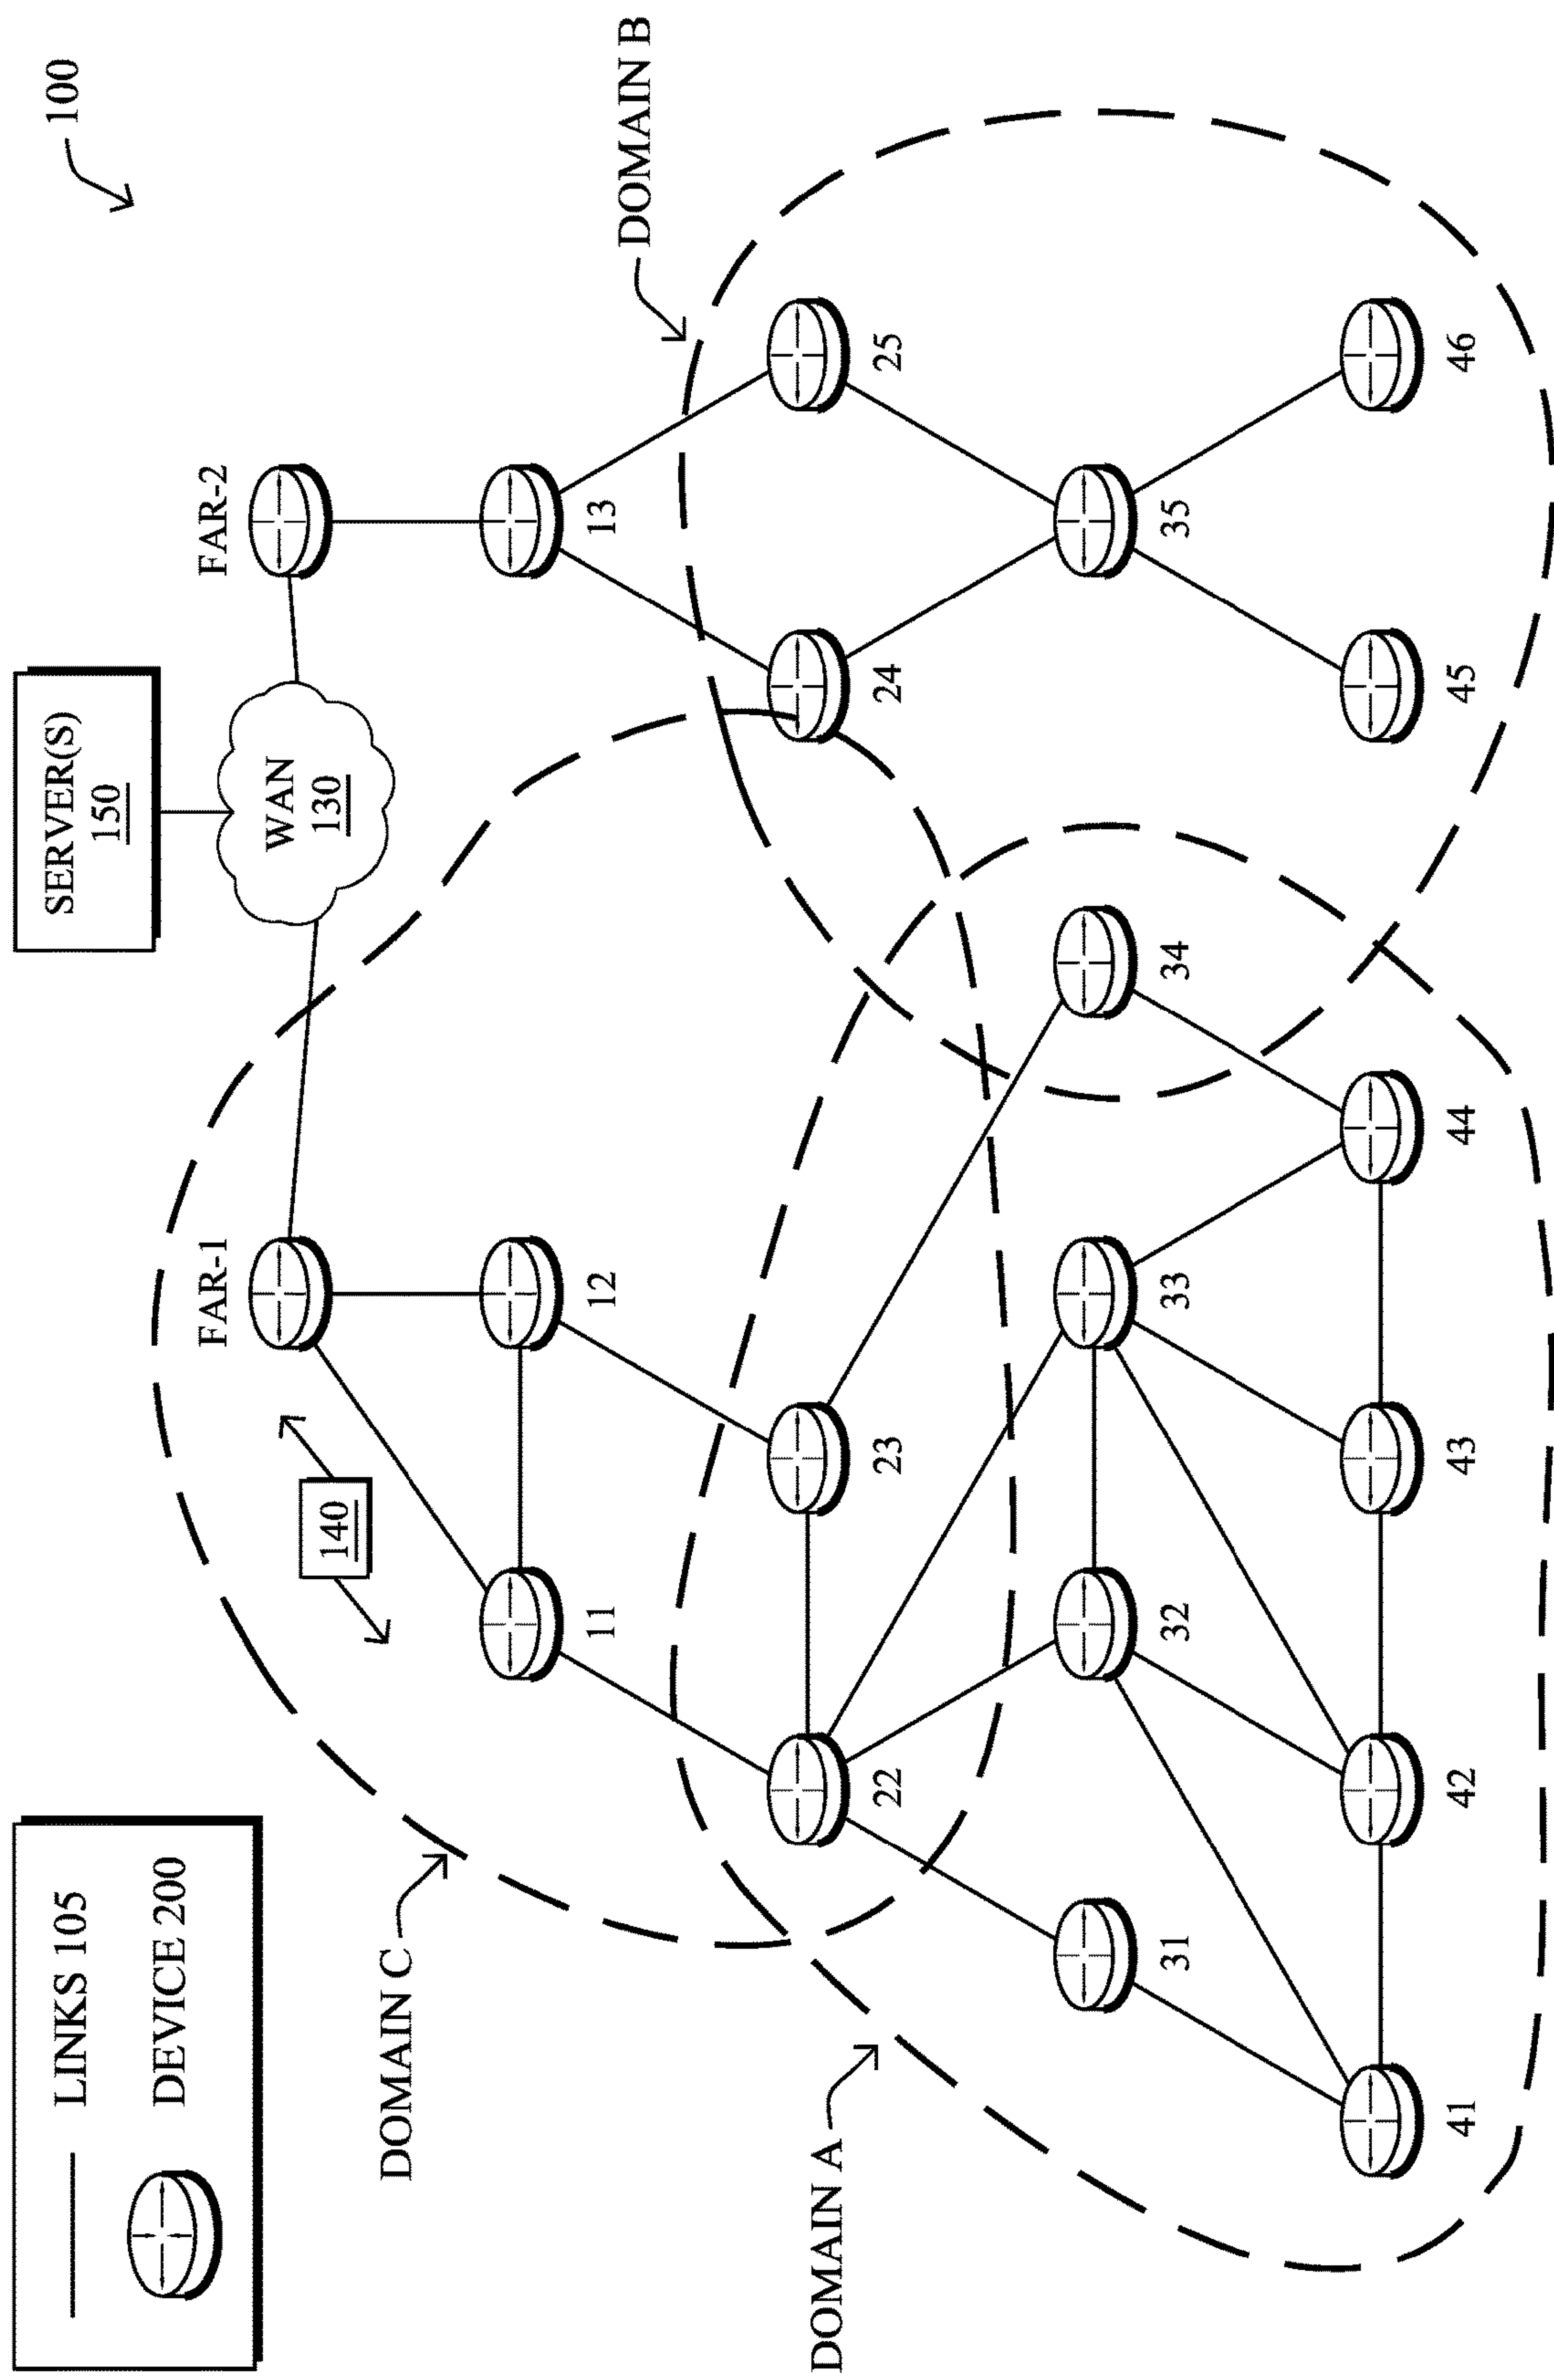 LINKS 105
DEVICE 200
SERVER(S)
150
100
WAN
130
FAR-1
FAR-2
140
DOMAIN C
DOMAIN B
11
12
13
DOMAIN A
22
23
24
25
31
32
33
34
35
41
42
43
44
45
46